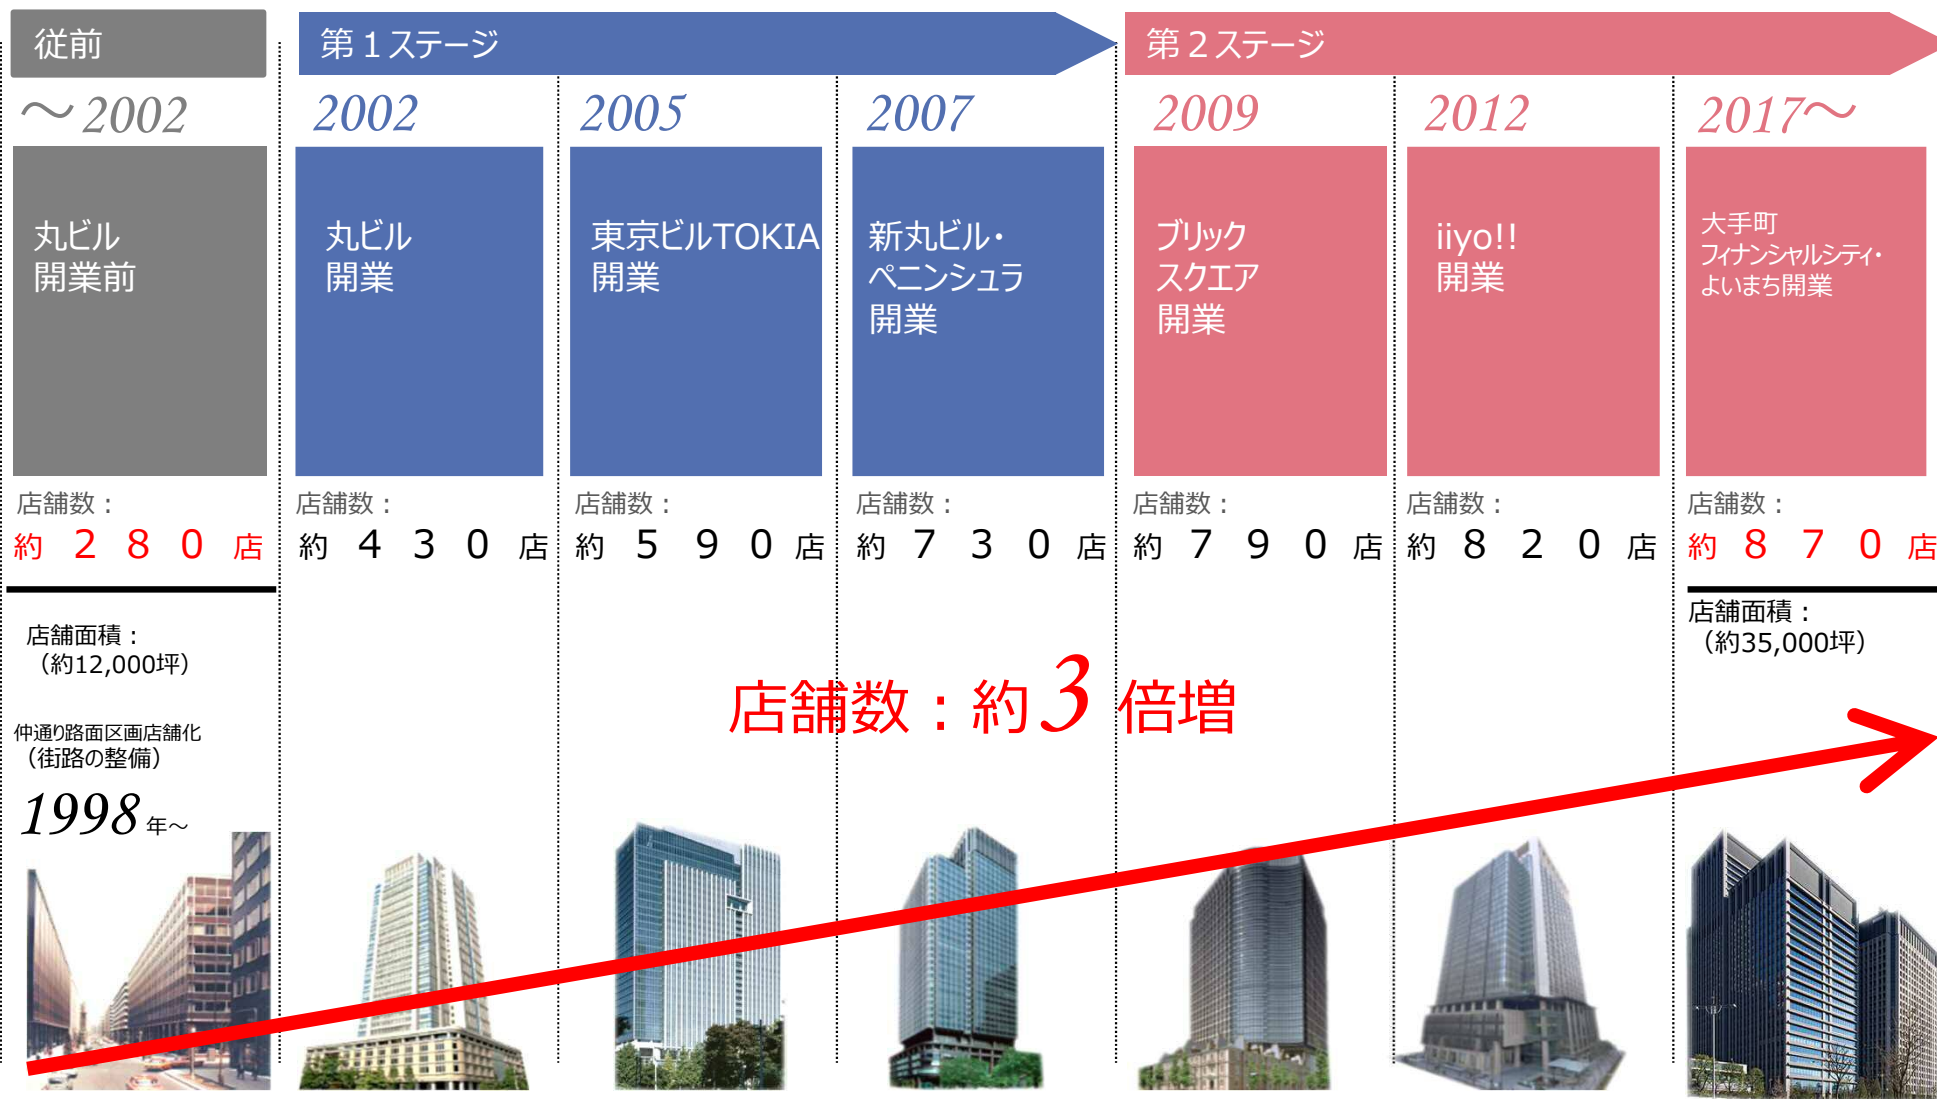 従前
第１ステージ
第２ステージ
～2002
2002
2005
2007
2009
2012
2017～
丸ビル
開業前
丸ビル
開業
東京ビルTOKIA
開業
新丸ビル・
ペニンシュラ
開業
ブリック
スクエア
開業
iiyo!!
開業
大手町
フィナンシャルシティ・
よいまち開業
店舗数：
約２８０店
店舗数：
約４３０店
店舗数：
約５９０店
店舗数：
約７３０店
店舗数：
約７９０店
店舗数：
約８２０店
店舗数：
約８７０店
店舗面積：
（約12,000坪）
店舗面積：
（約35,000坪）
店舗数：約3倍増
仲通り路面区画店舗化
（街路の整備）
1998年～